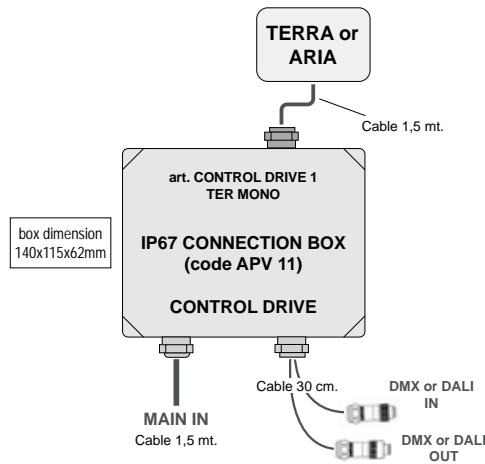 TERRA or
ARIA
Cable 1,5 mt.
art. CONTROL DRIVE 1
TER MONO
box dimension
140x115x62mm
IP67 CONNECTION BOX
(code APV 11)
CONTROL DRIVE
Cable 30 cm.
DMX or DALI
IN
MAIN IN
Cable 1,5 mt.
DMX or DALI
OUT